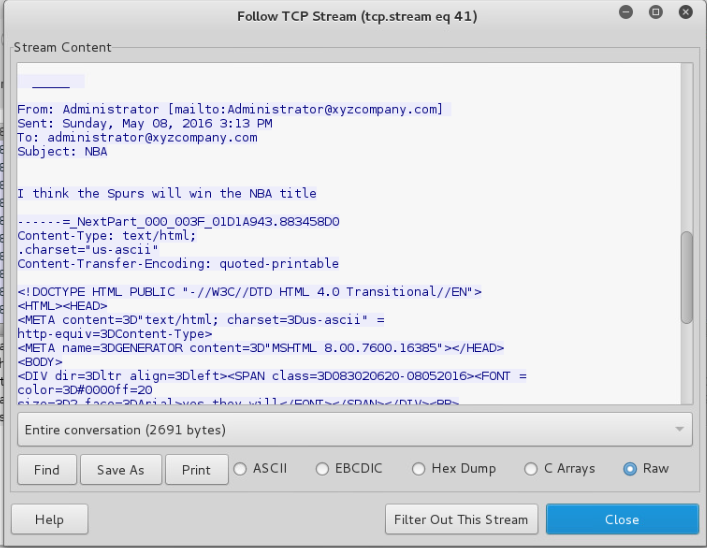 Follow TCP Stream (tcp.stream eq 41)
Stream Content
_____
From: Administrator [mailto:Administrator@xyzcompany.com]
Sent: Sunday, May 08, 2016 3:13 PM
To: administrator@xyzcompany.com
Subject: NBA
I think the Spurs will win the NBA title
------=_NextPart_000_003F_01D1A943.883458D0
Content-Type: text/html;
.charset="us-ascii"
Content-Transfer-Encoding: quoted-printable
<!DOCTYPE HTML PUBLIC "-//W3C//DTD HTML 4.0 Transitional//EN">
<HTML><HEAD>
<META content=3D"text/html; charset=3Dus-ascii" =
http-equiv=3DContent-Type>
<META name=3DGENERATOR content=3D"MSHTML 8.00.7600.16385"></HEAD>
<BODY>
<DIV dir=3Dltr align=3Dleft><SPAN class=3D083020620-08052016><FONT =
color=3D#0000ff=20
size=3D2 face=3DArial>yes they will</FONT></SPAN></DIV><BR>
Entire conversation (2691 bytes)
Find Save As Print ASCII EBCDIC Hex Dump C Arrays Raw
Help Filter Out This Stream Close